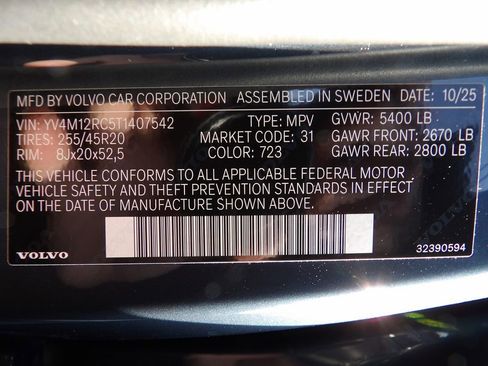 MFD BY VOLVO CAR CORPORATION ASSEMBLED IN SWEDEN DATE: 10/25
VIN: YV4M12RC5T1407542 TYPE: MPV GVWR: 5400 LB
TIRES: 255/45R20 MARKET CODE: 31 GAWR FRONT: 2670 LB
RIM: 8Jx20x52,5 COLOR: 723 GAWR REAR: 2800 LB
THIS VEHICLE CONFORMS TO ALL APPLICABLE FEDERAL MOTOR
VEHICLE SAFETY AND THEFT PREVENTION STANDARDS IN EFFECT
ON THE DATE OF MANUFACTURE SHOWN ABOVE.
VOLVO 32390594